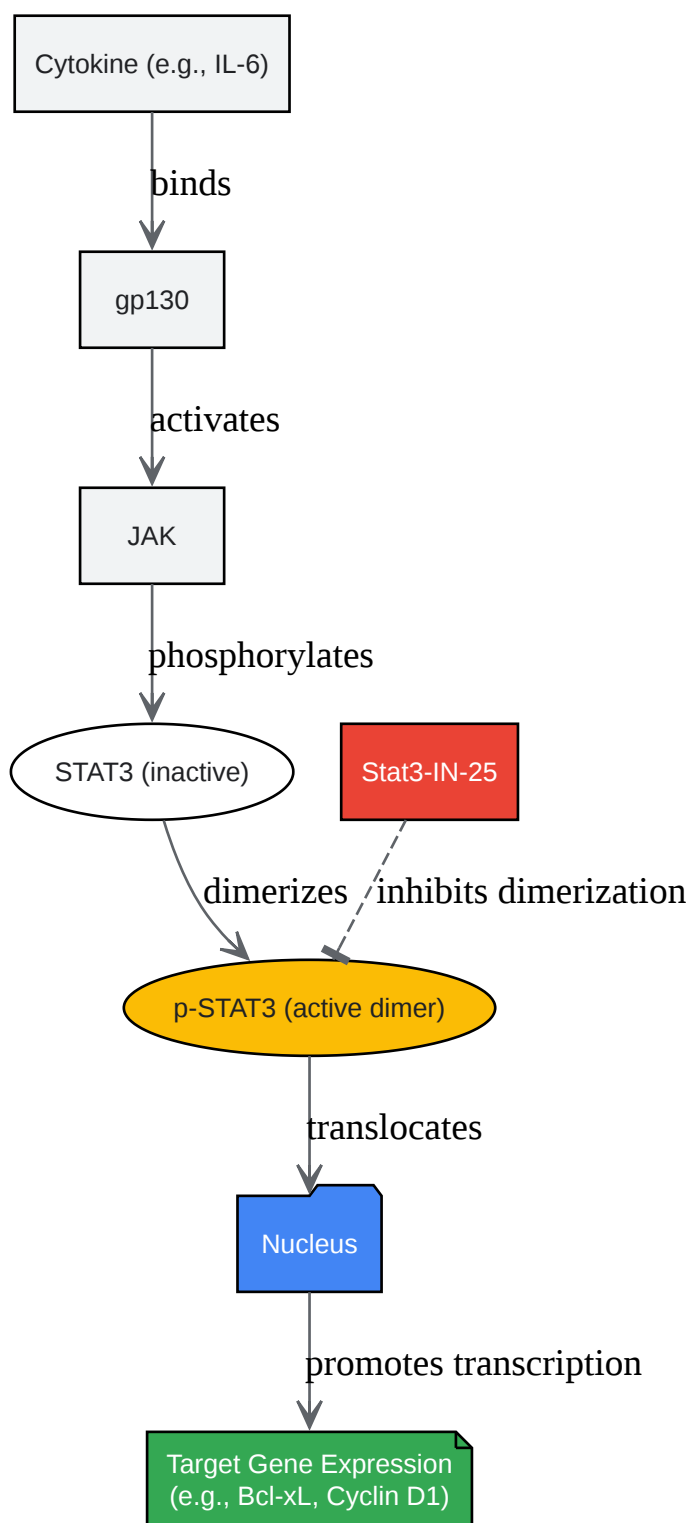 Cytokine (e.g., IL-6)
binds
gp130
activates
JAK
phosphorylates
STAT3 (inactive)
Stat3-IN-25
dimerizes
inhibits dimerization
p-STAT3 (active dimer)
translocates
Nucleus
promotes transcription
Target Gene Expression
(e.g., Bcl-xL, Cyclin D1)